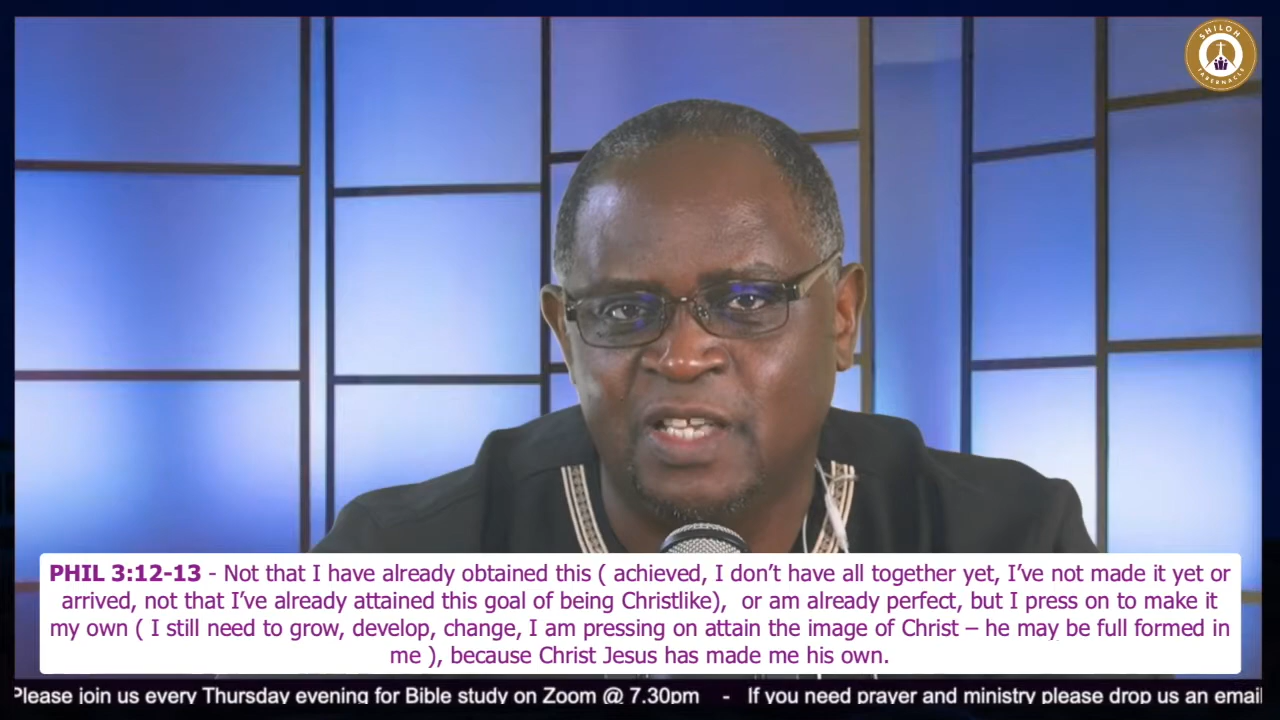 SHILOH
TABERNACLE
PHIL 3:12-13 - Not that I have already obtained this ( achieved, I don’t have all together yet, I’ve not made it yet or
arrived, not that I’ve already attained this goal of being Christlike),  or am already perfect, but I press on to make it
my own ( I still need to grow, develop, change, I am pressing on attain the image of Christ – he may be full formed in
me ), because Christ Jesus has made me his own.
Please join us every Thursday evening for Bible study on Zoom @ 7.30pm    -    If you need prayer and ministry please drop us an email